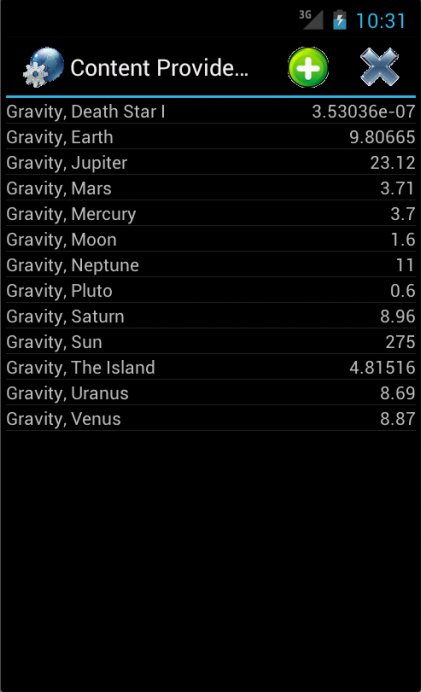 3G 10:31
Content Provide...
Gravity, Death Star I 3.53036e-07
Gravity, Earth 9.80665
Gravity, Jupiter 23.12
Gravity, Mars 3.71
Gravity, Mercury 3.7
Gravity, Moon 1.6
Gravity, Neptune 11
Gravity, Pluto 0.6
Gravity, Saturn 8.96
Gravity, Sun 275
Gravity, The Island 4.81516
Gravity, Uranus 8.69
Gravity, Venus 8.87